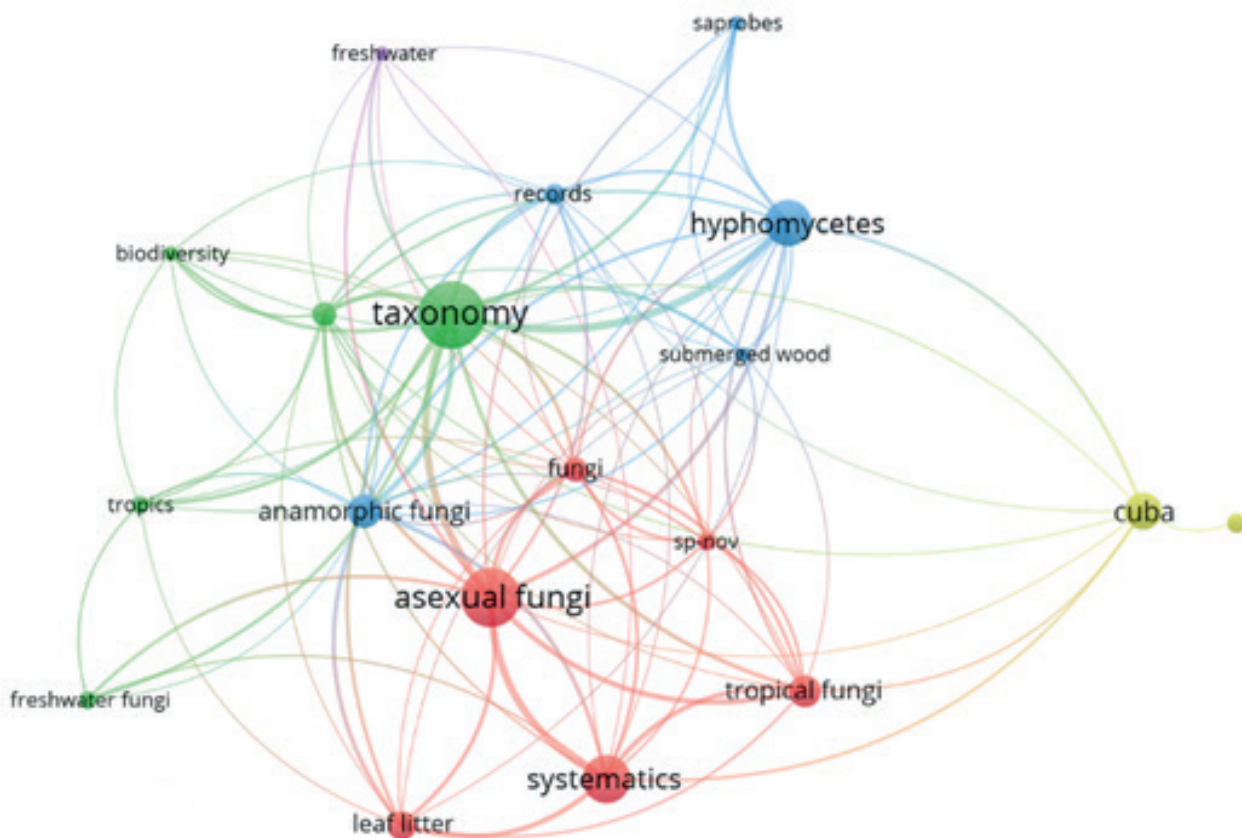 saprobes
freshwater
records
hyphomycetes
biodiversity
taxonomy
submerged wood
fungi
tropics
anamorphic fungi
cuba
sp-nov
asexual fungi
freshwater fungi
tropical fungi
systematics
leaf litter